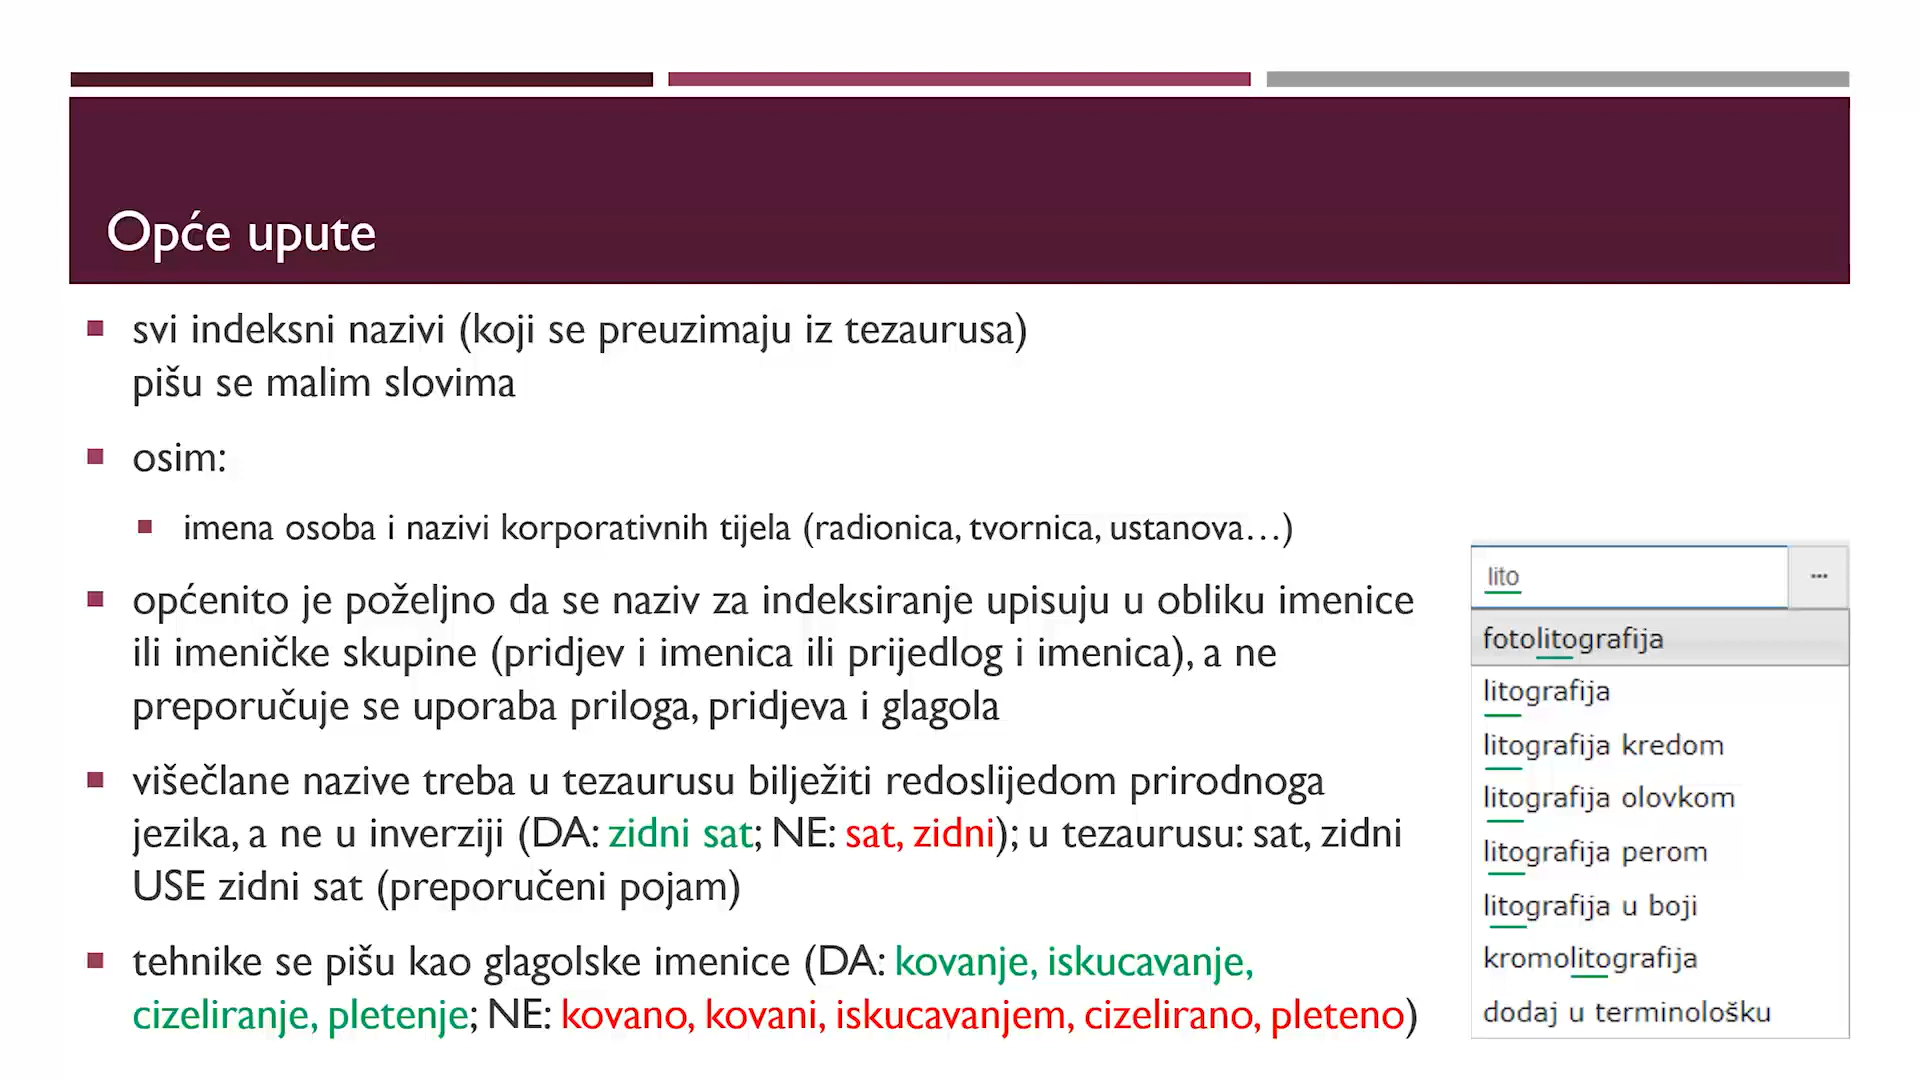 Opće upute
svi indeksni nazivi (koji se preuzimaju iz tezaurusa)
pišu se malim slovima
osim:
imena osoba i nazivi korporativnih tijela (radionica, tvornica, ustanova…)
općenito je poželjno da se naziv za indeksiranje upisuju u obliku imenice
ili imeničke skupine (pridjev i imenica ili prijedlog i imenica), a ne
preporučuje se uporaba priloga, pridjeva i glagola
višečlane nazive treba u tezaurusu bilježiti redoslijedom prirodnoga
jezika, a ne u inverziji (DA: zidni sat; NE: sat, zidni); u tezaurusu: sat, zidni
USE zidni sat (preporučeni pojam)
tehnike se pišu kao glagolske imenice (DA: kovanje, iskucavanje,
cizeliranje, pletenje; NE: kovano, kovani, iskucavanjem, cizelirano, pleteno)
lito ...
fotolitografija
litografija
litografija kredom
litografija olovkom
litografija perom
litografija u boji
kromolitografija
dodaj u terminološku